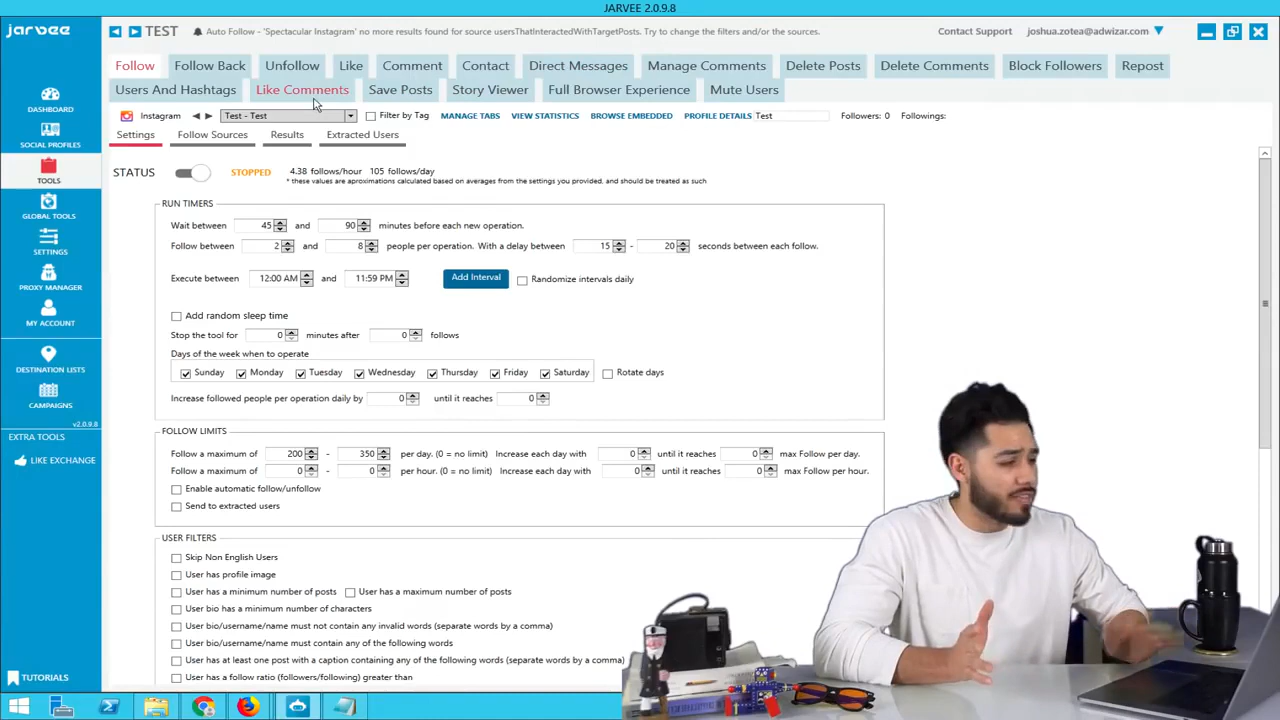 JARVEE 2.0.9.8
jarvee
TEST
Auto Follow - 'Spectacular Instagram' no more results found for source usersThatInteractedWithTargetPosts. Try to change the filters and/or the sources.
Contact Support
joshua.zotea@adwizar.com
Follow Follow Back Unfollow Like Comment Contact Direct Messages Manage Comments Delete Posts Delete Comments Block Followers Repost
Users And Hashtags Like Comments Save Posts Story Viewer Full Browser Experience Mute Users
Instagram Test - Test Filter by Tag MANAGE TABS VIEW STATISTICS BROWSE EMBEDDED PROFILE DETAILS Test Followers: 0 Followings:
Settings Follow Sources Results Extracted Users
DASHBOARD
SOCIAL PROFILES
TOOLS
GLOBAL TOOLS
SETTINGS
PROXY MANAGER
MY ACCOUNT
DESTINATION LISTS
CAMPAIGNS
v2.0.9.8
EXTRA TOOLS
LIKE EXCHANGE
TUTORIALS
STATUS STOPPED 4.38 follows/hour 105 follows/day
* these values are aproximations calculated based on averages from the settings you provided, and should be treated as such
RUN TIMERS
Wait between 45 and 90 minutes before each new operation.
Follow between 2 and 8 people per operation. With a delay between 15 - 20 seconds between each follow.
Execute between 12:00 AM and 11:59 PM Add Interval Randomize intervals daily
Add random sleep time
Stop the tool for 0 minutes after 0 follows
Days of the week when to operate
Sunday Monday Tuesday Wednesday Thursday Friday Saturday Rotate days
Increase followed people per operation daily by 0 until it reaches 0
FOLLOW LIMITS
Follow a maximum of 200 - 350 per day. (0 = no limit) Increase each day with 0 until it reaches 0 max Follow per day.
Follow a maximum of 0 - 0 per hour. (0 = no limit) Increase each day with 0 until it reaches 0 max Follow per hour.
Enable automatic follow/unfollow
Send to extracted users
USER FILTERS
Skip Non English Users
User has profile image
User has a minimum number of posts User has a maximum number of posts
User bio has a minimum number of characters
User bio/username/name must not contain any invalid words (separate words by a comma)
User bio/username/name must contain any of the following words
User has at least one post with a caption containing any of the following words (separate words by a comma)
User has a follow ratio (followers/following) greater than